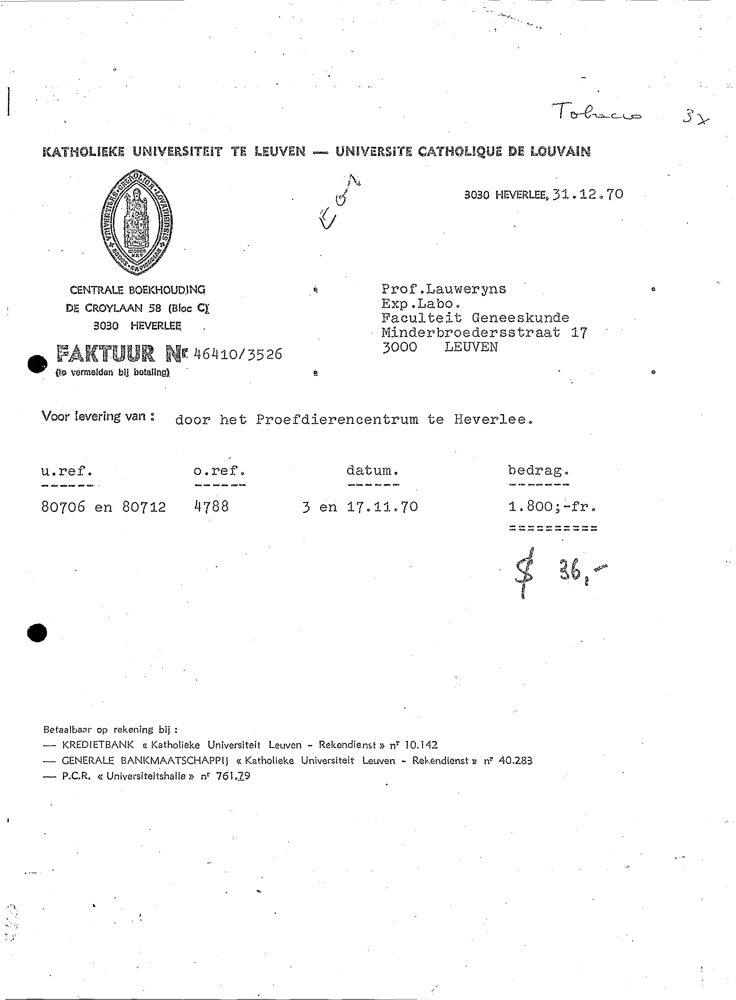 Tobacco 3x
KATHOLIEKE UNIVERSITEIT TE LEUVEN — UNIVERSITE CATHOLIQUE DE LOUVAIN
3030 HEVERLEE, 31.12.70
CENTRALE BOEKHOUDING
DE CROYLAAN 58 (Bloc C)
3030 HEVERLEE
Prof.Lauweryns
Exp.Labo.
Faculteit Geneeskunde
Minderbroedersstraat 17
3000 LEUVEN
FAKTUUR Nr 46410/3526
(te vermelden bij betaling)
Voor levering van : door het Proefdierencentrum te Heverlee.
u.ref. o.ref. datum. bedrag.
80706 en 80712 4788 3 en 17.11.70 1.800;-fr.
$ 36,-
Betaalbaar op rekening bij :
— KREDIETBANK « Katholieke Universiteit Leuven - Rekendienst » nr 10.142
— GENERALE BANKMAATSCHAPPIJ « Katholieke Universiteit Leuven - Rekendienst » nr 40.283
— P.C.R. « Universiteitshalle » nr 761.79